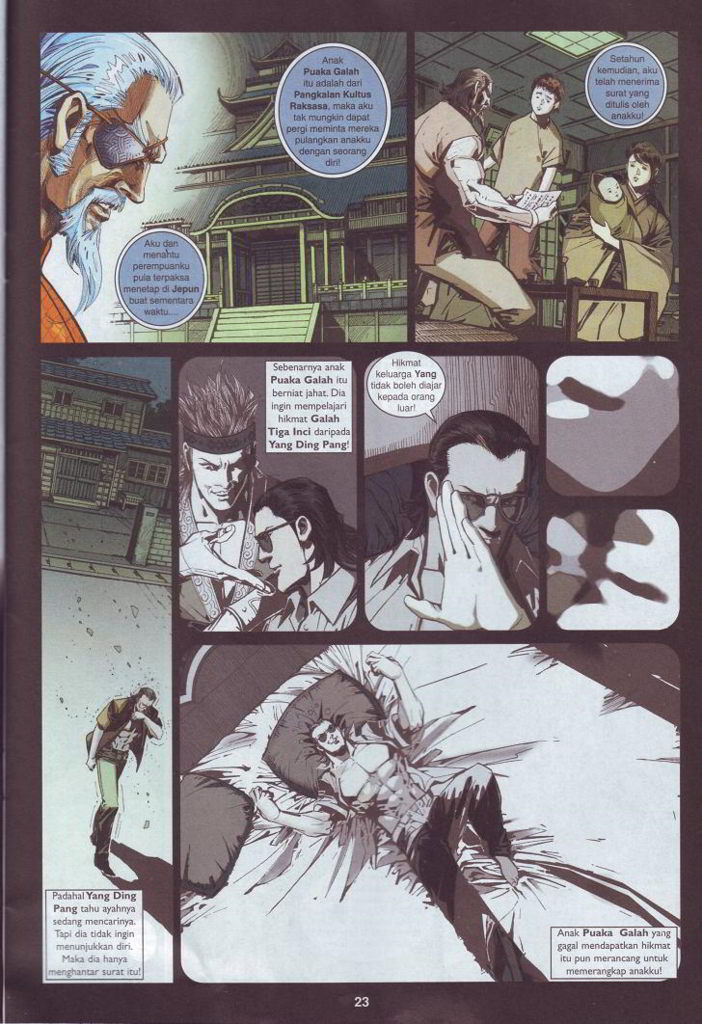 Anak
Puaka Galah
itu adalah dari
Pangkalan Kultus
Raksasa, maka aku
tak mungkin dapat
pergi meminta mereka
pulangkan anakku
dengan seorang
diri!
Aku dan
menantu
perempuanku
pula terpaksa
menetap di Jepun
buat sementara
waktu....
Setahun
kemudian, aku
telah menerima
surat yang
ditulis oleh
anakku!
Sebenarnya anak
Puaka Galah itu
berniat jahat. Dia
ingin mempelajari
hikmat Galah
Tiga Inci daripada
Yang Ding Pang!
Hikmat
keluarga Yang
tidak boleh diajar
kepada orang
luar!
Padahal Yang Ding
Pang tahu ayahnya
sedang mencarinya.
Tapi dia tidak ingin
menunjukkan diri.
Maka dia hanya
menghantar surat itu!
Anak Puaka Galah yang
gagal mendapatkan hikmat
itu pun merancang untuk
memerangkap anakku!
23